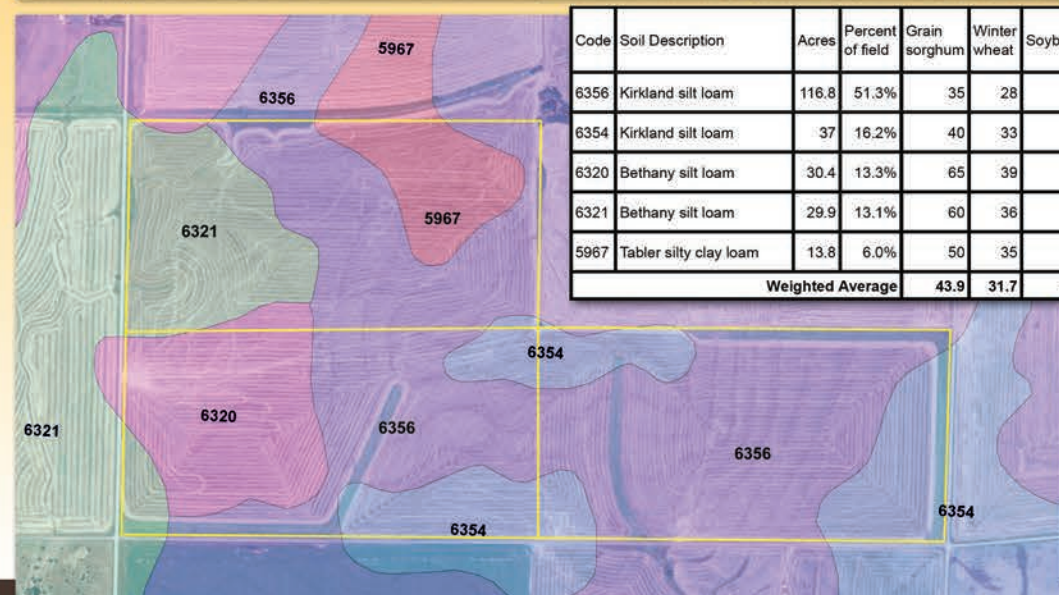 Code Soil Description Acres Percent of field Grain sorghum Winter wheat
6356 Kirkland silt loam 116.8 51.3% 35 28
6354 Kirkland silt loam 37 16.2% 40 33
6320 Bethany silt loam 30.4 13.3% 65 39
6321 Bethany silt loam 29.9 13.1% 60 36
5967 Tabler silty clay loam 13.8 6.0% 50 35
Weighted Average 43.9 31.7
5967
6356
5967
6321
6354
6320
6321
6356
6356
6354
6354